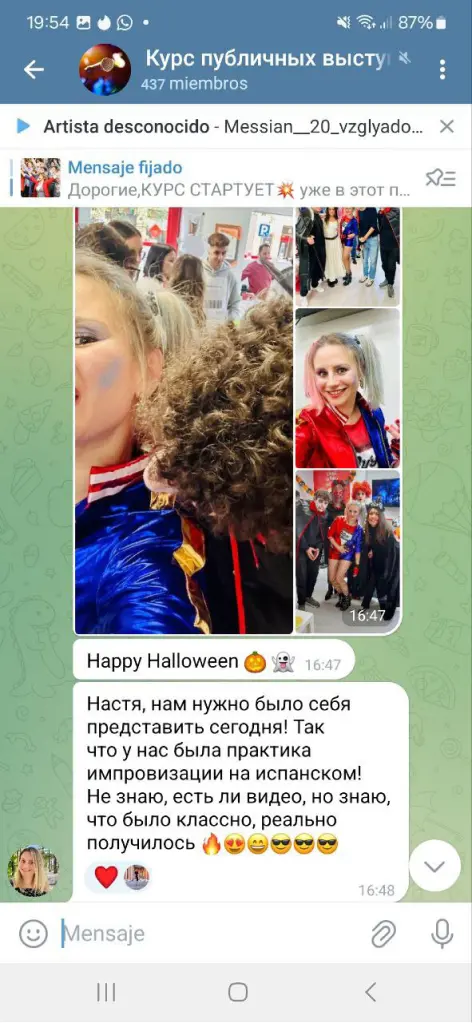 19:54
87%
Курс публичных высту
437 miembros
Artista desconocido - Messian__20_vzglyado...
Mensaje fijado
Дорогие,КУРС СТАРТУЕТ💥 уже в этот п...
P
16:47
Happy Halloween 🎃👻 16:47
Настя, нам нужно было себя
представить сегодня! Так
что у нас была практика
импровизации на испанском!
Не знаю, есть ли видео, но знаю,
что было классно, реально
получилось 🔥😍😄😎😎😎
16:48
Mensaje